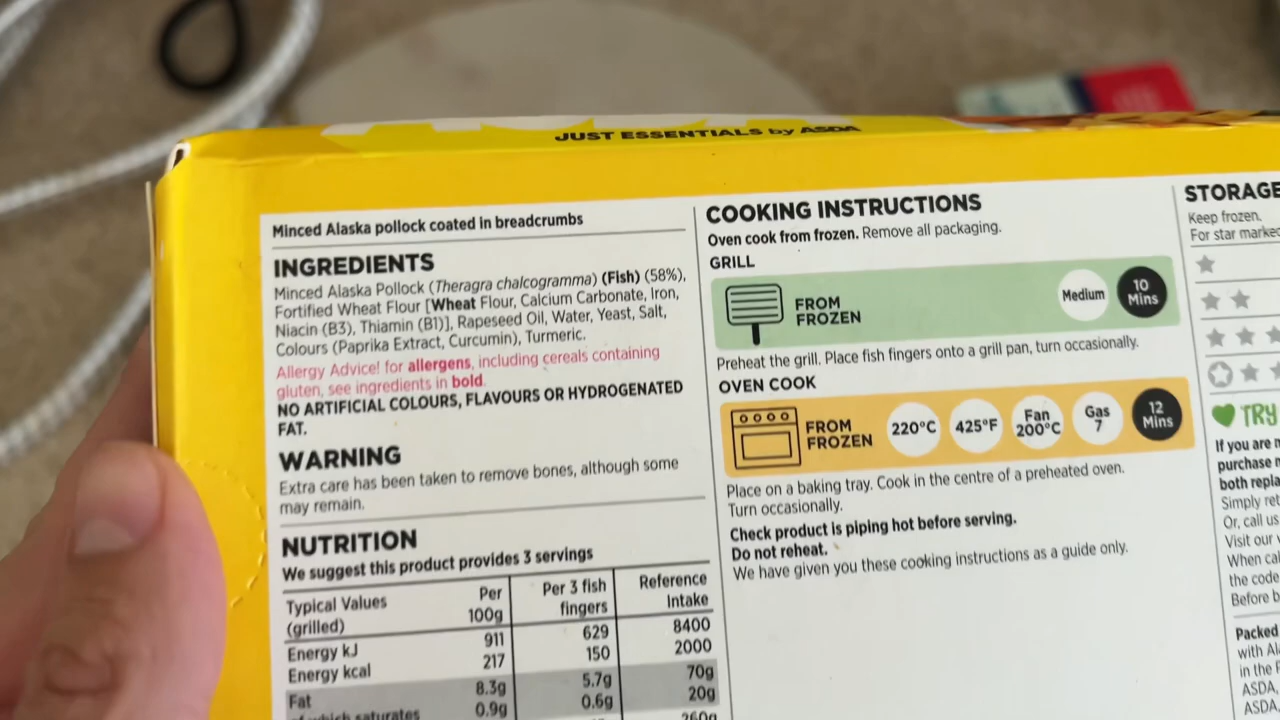 JUST ESSENTIALS by ASDA
Minced Alaska pollock coated in breadcrumbs
INGREDIENTS
Minced Alaska Pollock (Theragra chalcogramma) (Fish) (58%),
Fortified Wheat Flour [Wheat Flour, Calcium Carbonate, Iron,
Niacin (B3), Thiamin (B1)], Rapeseed Oil, Water, Yeast, Salt,
Colours (Paprika Extract, Curcumin), Turmeric.
Allergy Advice! for allergens, including cereals containing
gluten, see ingredients in bold.
NO ARTIFICIAL COLOURS, FLAVOURS OR HYDROGENATED
FAT.
WARNING
Extra care has been taken to remove bones, although some
may remain.
NUTRITION
We suggest this product provides 3 servings
Typical Values
(grilled)
Per
100g
Per 3 fish
fingers
Reference
Intake
Energy kJ 911 629 8400
Energy kcal 217 150 2000
Fat 8.3g 5.7g 70g
of which saturates 0.9g 0.6g 20g
260g
COOKING INSTRUCTIONS
Oven cook from frozen. Remove all packaging.
GRILL
FROM
FROZEN
Medium
10
Mins
Preheat the grill. Place fish fingers onto a grill pan, turn occasionally.
OVEN COOK
FROM
FROZEN
220°C
425°F
Fan
200°C
Gas
7
12
Mins
Place on a baking tray. Cook in the centre of a preheated oven.
Turn occasionally.
Check product is piping hot before serving.
Do not reheat.
We have given you these cooking instructions as a guide only.
STORAGE
Keep frozen.
For star marked
TRY
If you are
purchase
both
Simply
Or, call us
Visit our
When
the code
Before
Packed
with
in the
ASDA,
ASDA,